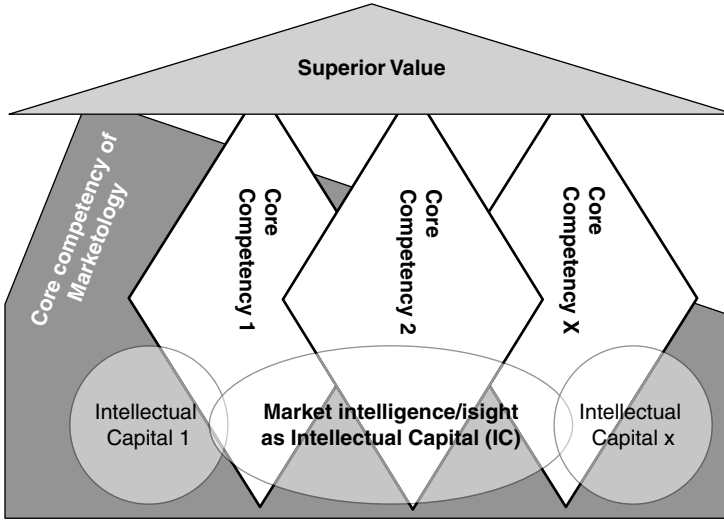 Superior Value
Core competency of
Marketology
Core
Competency 1
Core
Competency 2
Core
Competency X
Intellectual
Capital 1
Market intelligence/isight
as Intellectual Capital (IC)
Intellectual
Capital x